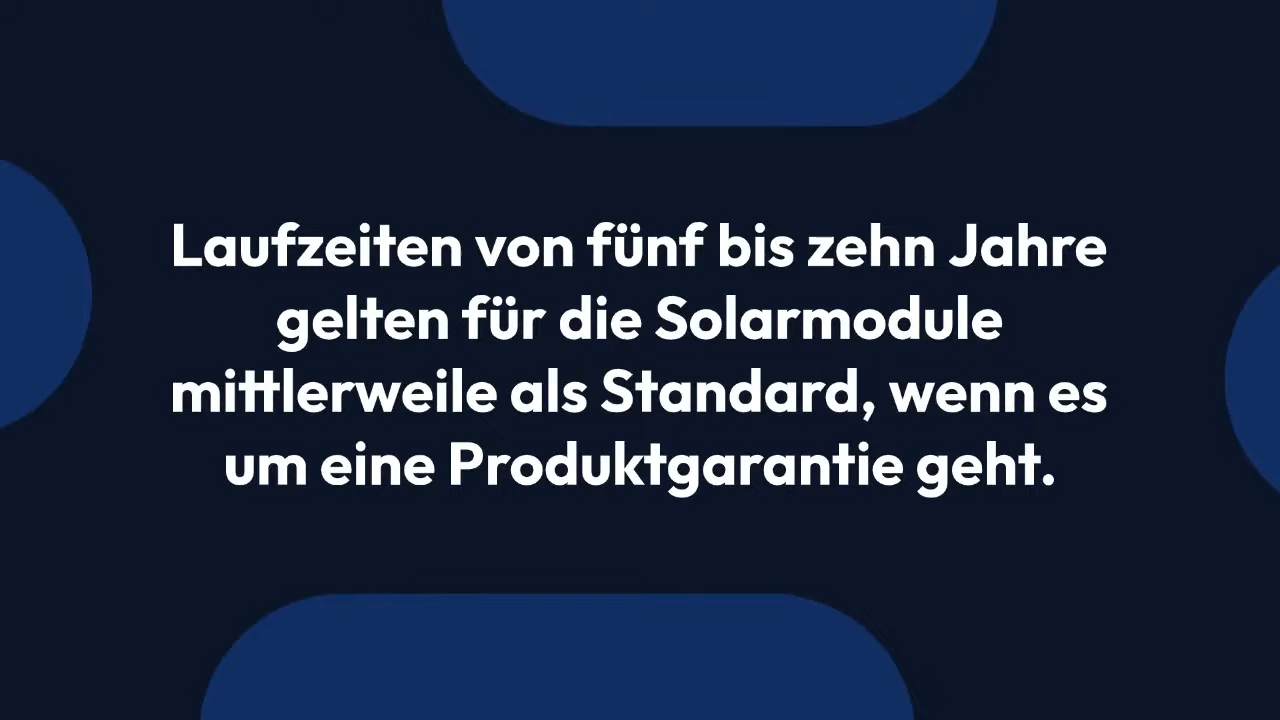 Laufzeiten von fünf bis zehn Jahre
gelten für die Solarmodule
mittlerweile als Standard, wenn es
um eine Produktgarantie geht.